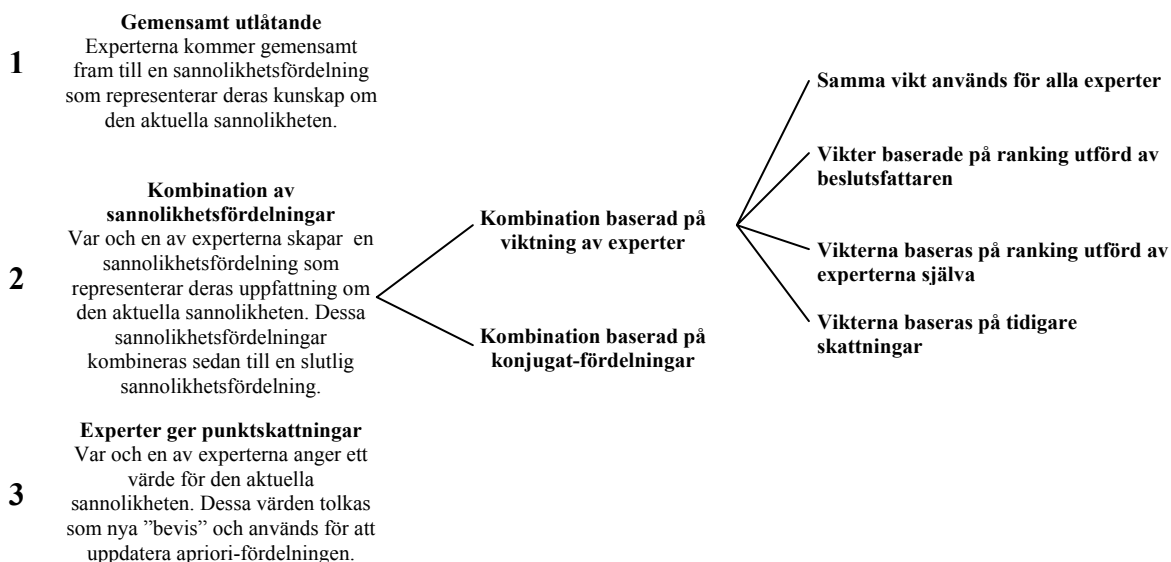 1
Gemensamt utlåtande
Experterna kommer gemensamt
fram till en sannolikhetsfördelning
som representerar deras kunskap om
den aktuella sannolikheten.
2
Kombination av
sannolikhetsfördelningar
Var och en av experterna skapar en
sannolikhetsfördelning som
representerar deras uppfattning om
den aktuella sannolikheten. Dessa
sannolikhetsfördelningar
kombineras sedan till en slutlig
sannolikhetsfördelning.
Kombination baserad på
viktning av experter
Kombination baserad på
konjugat-fördelningar
Samma vikt används för alla experter
Vikter baserade på ranking utförd av
beslutsfattaren
Vikterna baseras på ranking utförd av
experterna själva
Vikterna baseras på tidigare
skattningar
3
Experter ger punktskattningar
Var och en av experterna anger ett
värde för den aktuella
sannolikheten. Dessa värden tolkas
som nya ”bevis” och används för att
uppdatera apriori-fördelningen.